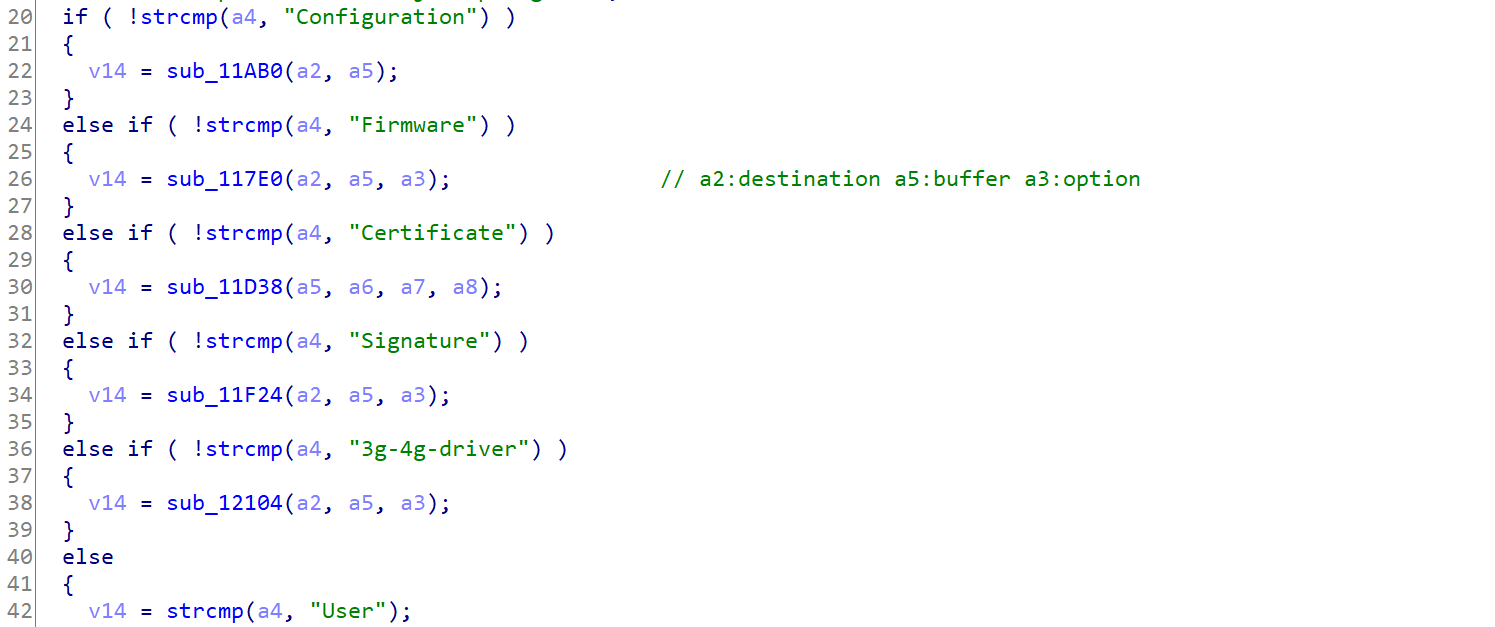 20 if ( !strcmp(a4, "Configuration") )
21 {
22 v14 = sub_11AB0(a2, a5);
23 }
24 else if ( !strcmp(a4, "Firmware") )
25 {
26 v14 = sub_117E0(a2, a5, a3); // a2:destination a5:buffer a3:option
27 }
28 else if ( !strcmp(a4, "Certificate") )
29 {
30 v14 = sub_11D38(a5, a6, a7, a8);
31 }
32 else if ( !strcmp(a4, "Signature") )
33 {
34 v14 = sub_11F24(a2, a5, a3);
35 }
36 else if ( !strcmp(a4, "3g-4g-driver") )
37 {
38 v14 = sub_12104(a2, a5, a3);
39 }
40 else
41 {
42 v14 = strcmp(a4, "User");